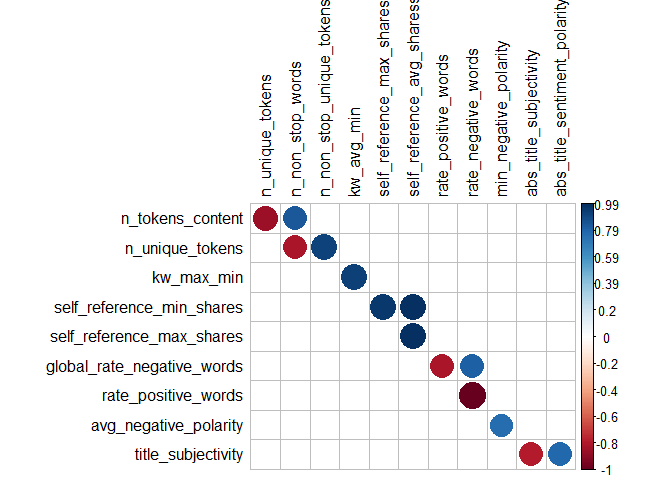 n_unique_tokens
n_non_stop_words
n_non_stop_unique_tokens
kw_avg_min
self_reference_max_shares
self_reference_avg_sharess
rate_positive_words
rate_negative_words
min_negative_polarity
abs_title_subjectivity
abs_title_sentiment_polarity
n_tokens_content
n_unique_tokens
kw_max_min
self_reference_min_shares
self_reference_max_shares
global_rate_negative_words
rate_positive_words
avg_negative_polarity
title_subjectivity
0.99
0.79
0.59
0.39
0.2
0
-0.2
-0.4
-0.6
-0.8
-1